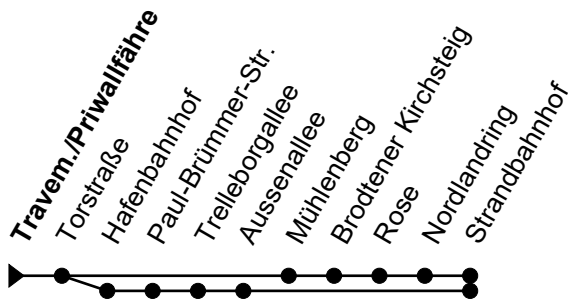 Travem./Priwallfähre
Torstraße
Hafenbahnhof
Paul-Brümmer-Str.
Trelleborgallee
Aussenallee
Mühlenberg
Brodtener Kirchsteig
Rose
Nordlandring
Strandbahnhof